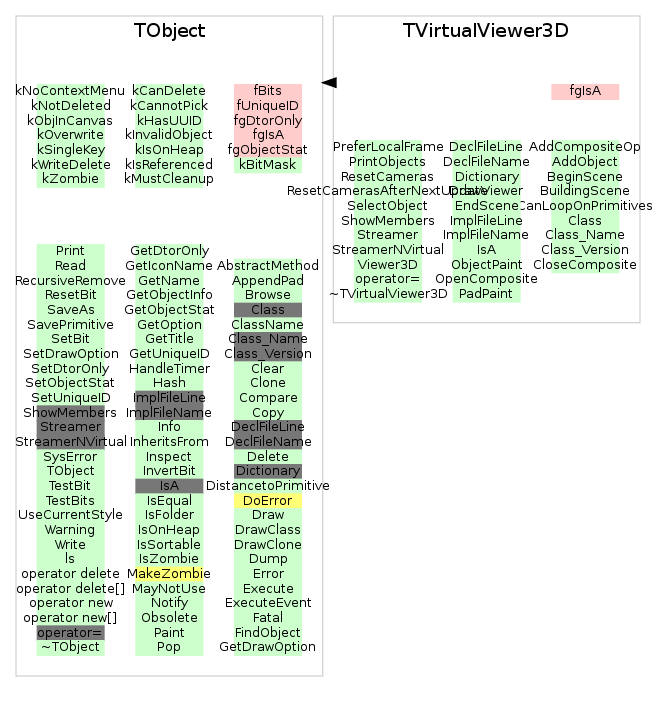 TObject
kNoContextMenu
kNotDeleted
kObjInCanvas
kOverwrite
kSingleKey
kWriteDelete
kZombie
kCanDelete
kCannotPick
kHasUUID
kInvalidObject
kIsOnHeap
kIsReferenced
kMustCleanup
fBits
fUniqueID
fgDtorOnly
fgIsA
fgObjectStat
kBitMask
Print
Read
RecursiveRemove
ResetBit
SaveAs
SavePrimitive
SetBit
SetDrawOption
SetDtorOnly
SetObjectStat
SetUniqueID
ShowMembers
Streamer
StreamerNVirtual
SysError
TObject
TestBit
TestBits
UseCurrentStyle
Warning
Write
ls
operator delete
operator delete[]
operator new
operator new[]
operator=
~TObject
GetDtorOnly
GetIconName
GetName
GetObjectInfo
GetObjectStat
GetOption
GetTitle
GetUniqueID
HandleTimer
Hash
ImplFileLine
ImplFileName
Info
InheritsFrom
Inspect
InvertBit
IsA
IsEqual
IsFolder
IsOnHeap
IsSortable
IsZombie
MakeZombie
MayNotUse
Notify
Obsolete
Paint
Pop
AbstractMethod
AppendPad
Browse
Class
ClassName
Class_Name
Class_Version
Clear
Clone
Compare
Copy
DeclFileLine
DeclFileName
Delete
Dictionary
DistancetoPrimitive
DoError
Draw
DrawClass
DrawClone
Dump
Error
Execute
ExecuteEvent
Fatal
FindObject
GetDrawOption
TVirtualViewer3D
fgIsA
PreferLocalFrame
PrintObjects
ResetCameras
ResetCamerasAfterNextUpdate
SelectObject
ShowMembers
Streamer
StreamerNVirtual
Viewer3D
operator=
~TVirtualViewer3D
DeclFileLine
DeclFileName
Dictionary
DrawViewer
EndScene
ImplFileLine
ImplFileName
IsA
ObjectPaint
OpenComposite
PadPaint
AddCompositeOp
AddObject
BeginScene
BuildingScene
CanLoopOnPrimitives
Class
Class_Name
Class_Version
CloseComposite